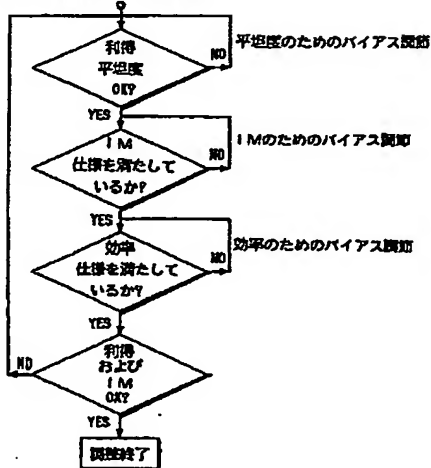 利得
平坦度
OK?
NO
平坦度のためのバイアス調節
YES
IM
仕様を満たして
いるか?
NO
IMのためのバイアス調節
YES
効率
仕様を満たして
いるか?
NO
効率のためのバイアス調節
YES
利得
および
IM
OK?
NO
YES
調整終了